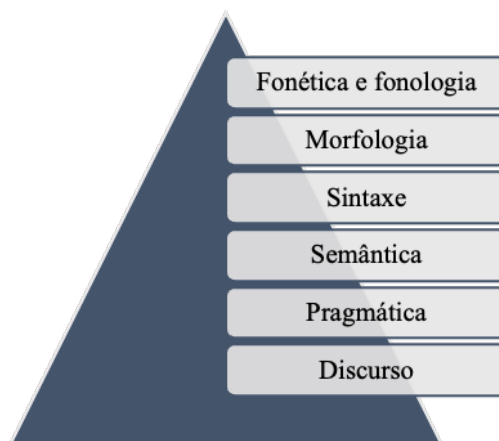 Fonética e fonologia
Morfologia
Sintaxe
Semântica
Pragmática
Discurso